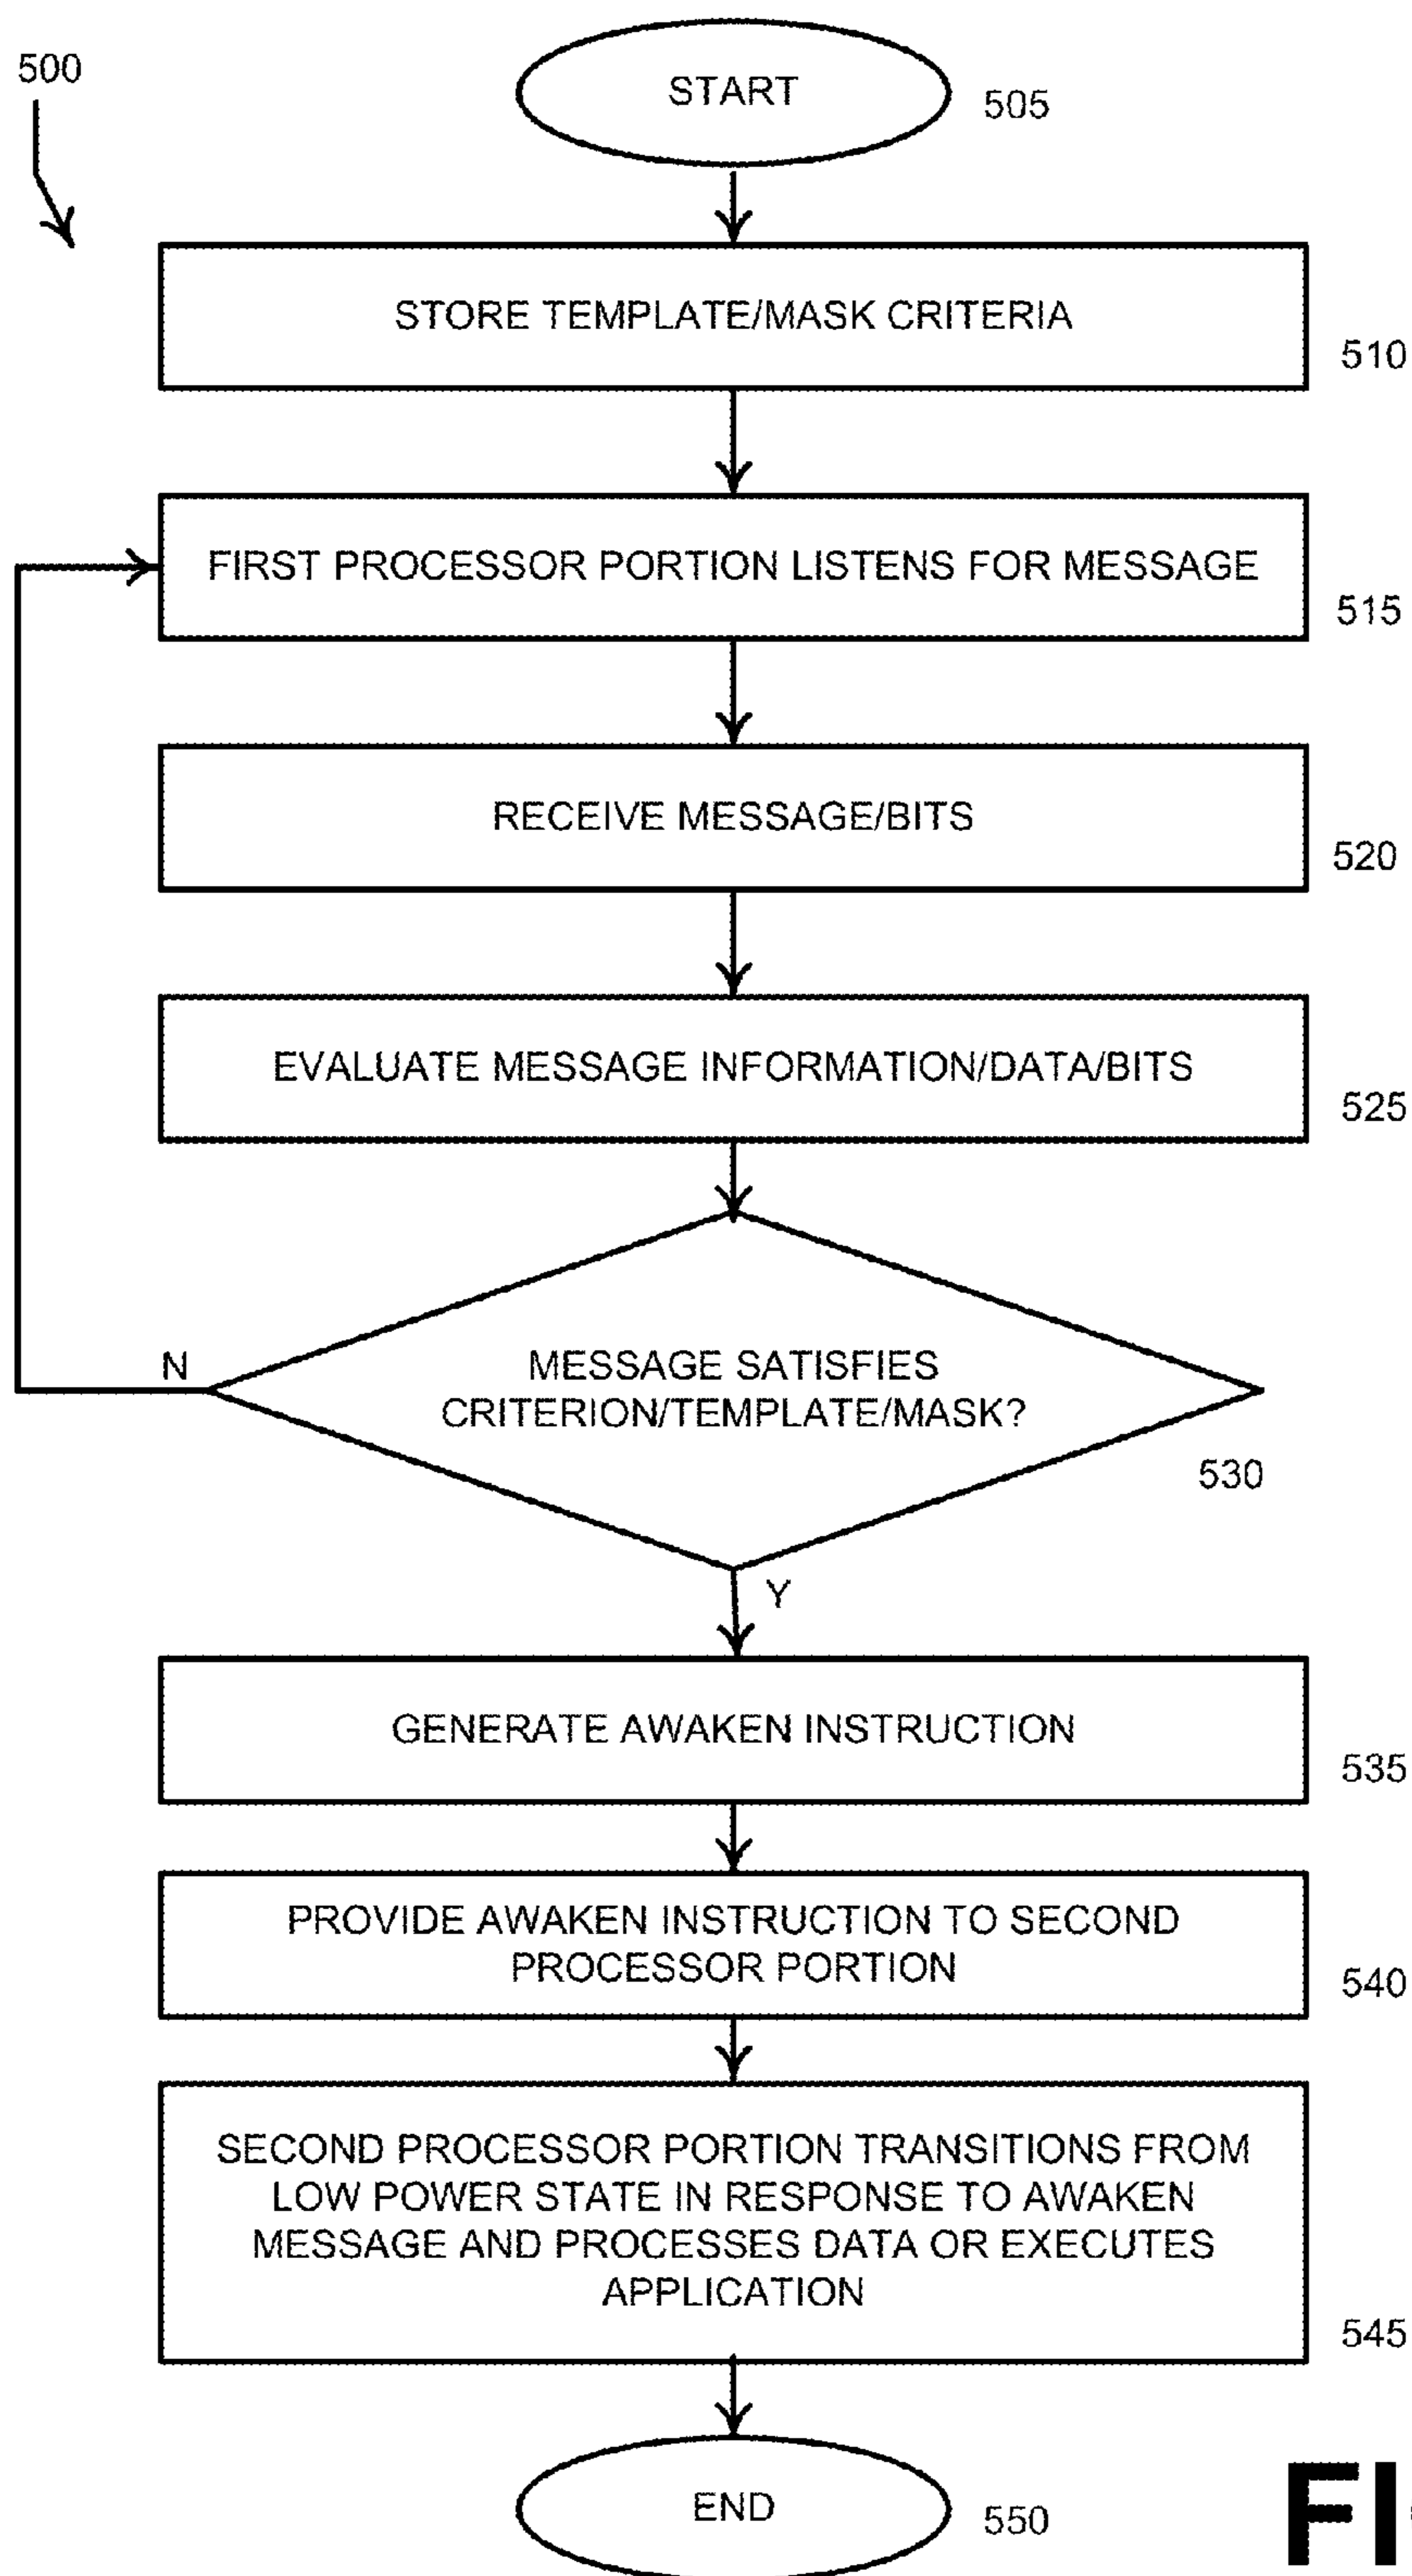 500
START
505
STORE TEMPLATE/MASK CRITERIA
510
FIRST PROCESSOR PORTION LISTENS FOR MESSAGE
515
RECEIVE MESSAGE/BITS
520
EVALUATE MESSAGE INFORMATION/DATA/BITS
525
N
MESSAGE SATISFIES
CRITERION/TEMPLATE/MASK?
530
Y
GENERATE AWAKEN INSTRUCTION
535
PROVIDE AWAKEN INSTRUCTION TO SECOND
PROCESSOR PORTION
540
SECOND PROCESSOR PORTION TRANSITIONS FROM
LOW POWER STATE IN RESPONSE TO AWAKEN
MESSAGE AND PROCESSES DATA OR EXECUTES
APPLICATION
545
END
550